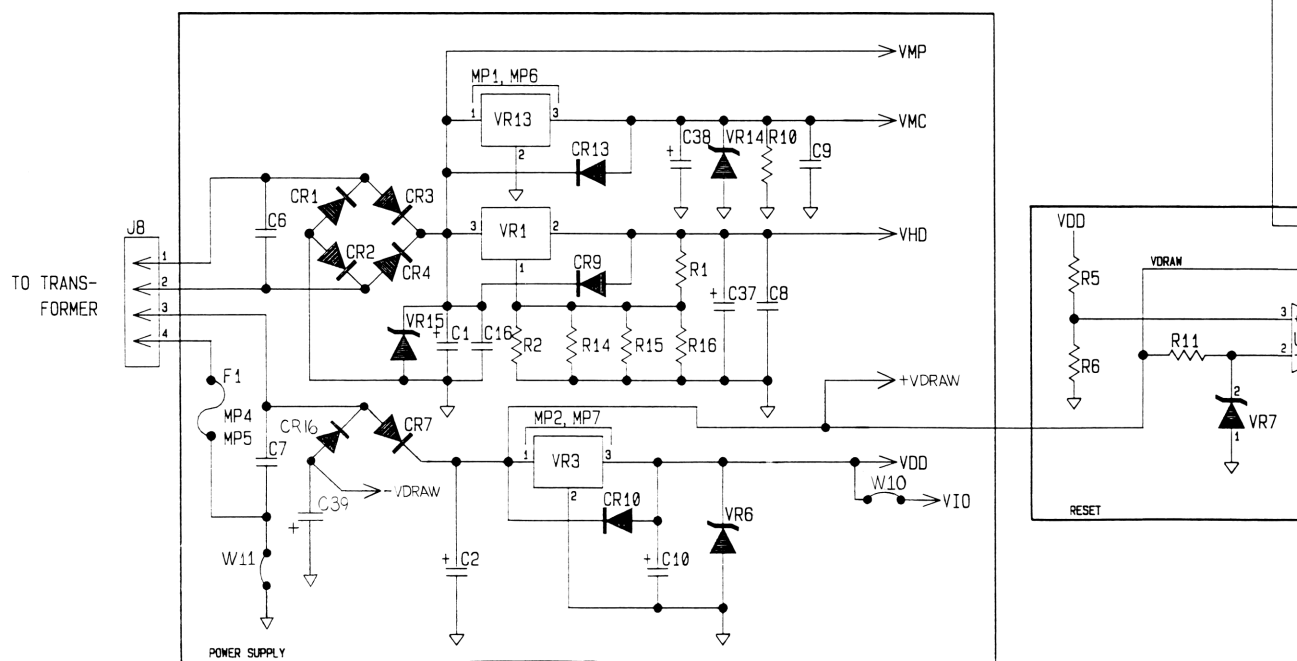 VMP
MP1, MP6
1 VR13 3
2
VMC
C38
+
VR14
R10
C9
CR13
CR1
CR3
C6
CR2
CR4
3 VR1 2
1
VHD
CR9
R1
+
C37
C8
J8
1
2
3
4
TO TRANS-
FORMER
VR15
+
C1
C16
R2
R14
R15
R16
F1
MP4
MP5
C7
CR16
CR7
+VDRAW
MP2, MP7
1 VR3 3
2
VDD
W10
VIO
-VDRAW
C39
+
CR10
VR6
+
C2
+
C10
W11
POWER SUPPLY
VDD
R5
VDRAW
3
+
U
R6
R11
2
-
2
VR7
1
RESET